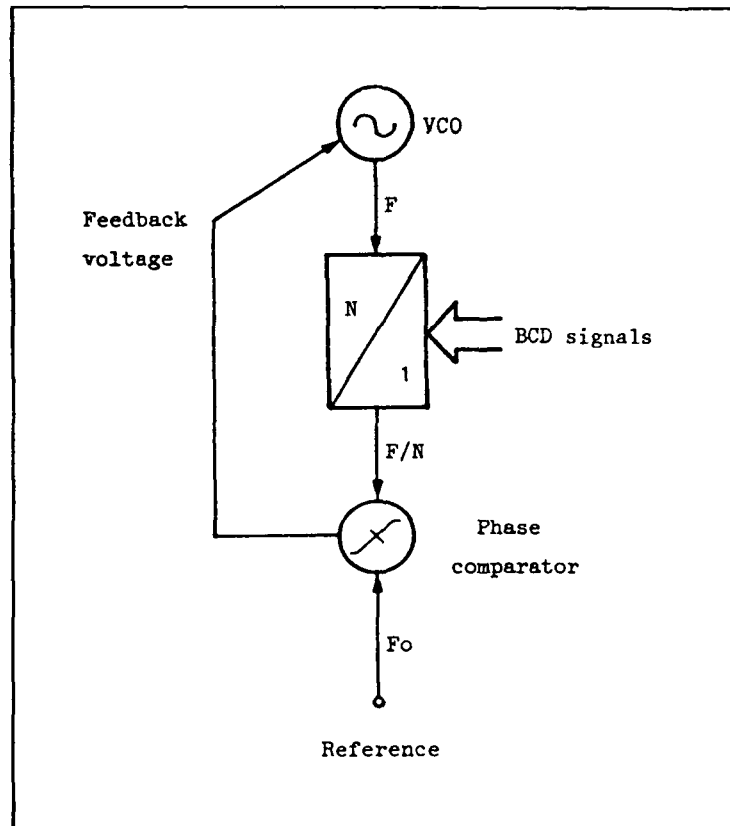 VCO
F
Feedback
voltage
N
1
BCD signals
F/N
Phase
comparator
Fo
Reference